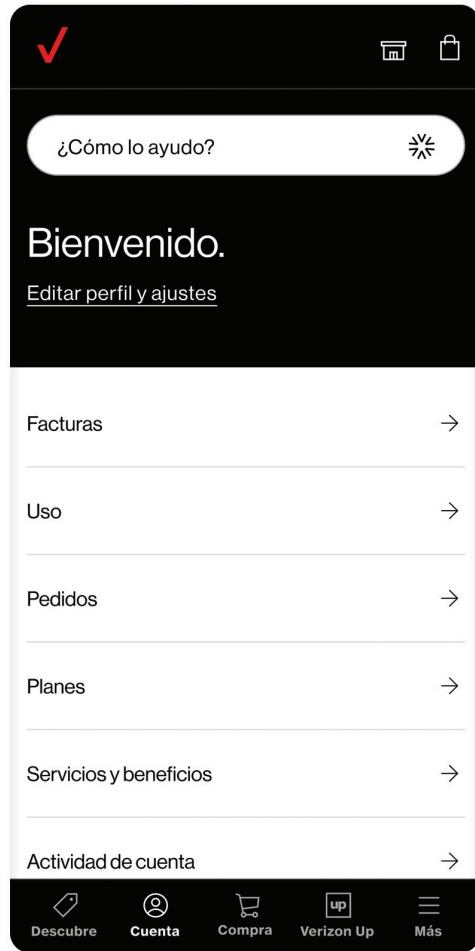 ¿Cómo lo ayudo?
Bienvenido.
Editar perfil y ajustes
Facturas
Uso
Pedidos
Planes
Servicios y beneficios
Actividad de cuenta
up
Descubre Cuenta Compra Verizon Up Más